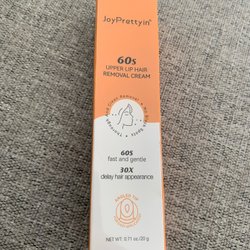 JoyPrettyin®
60s
UPPER LIP HAIR
REMOVAL CREAM
60S
fast and gentle
30X
delay hair appearance
NET WT: 0.71 oz/20 g